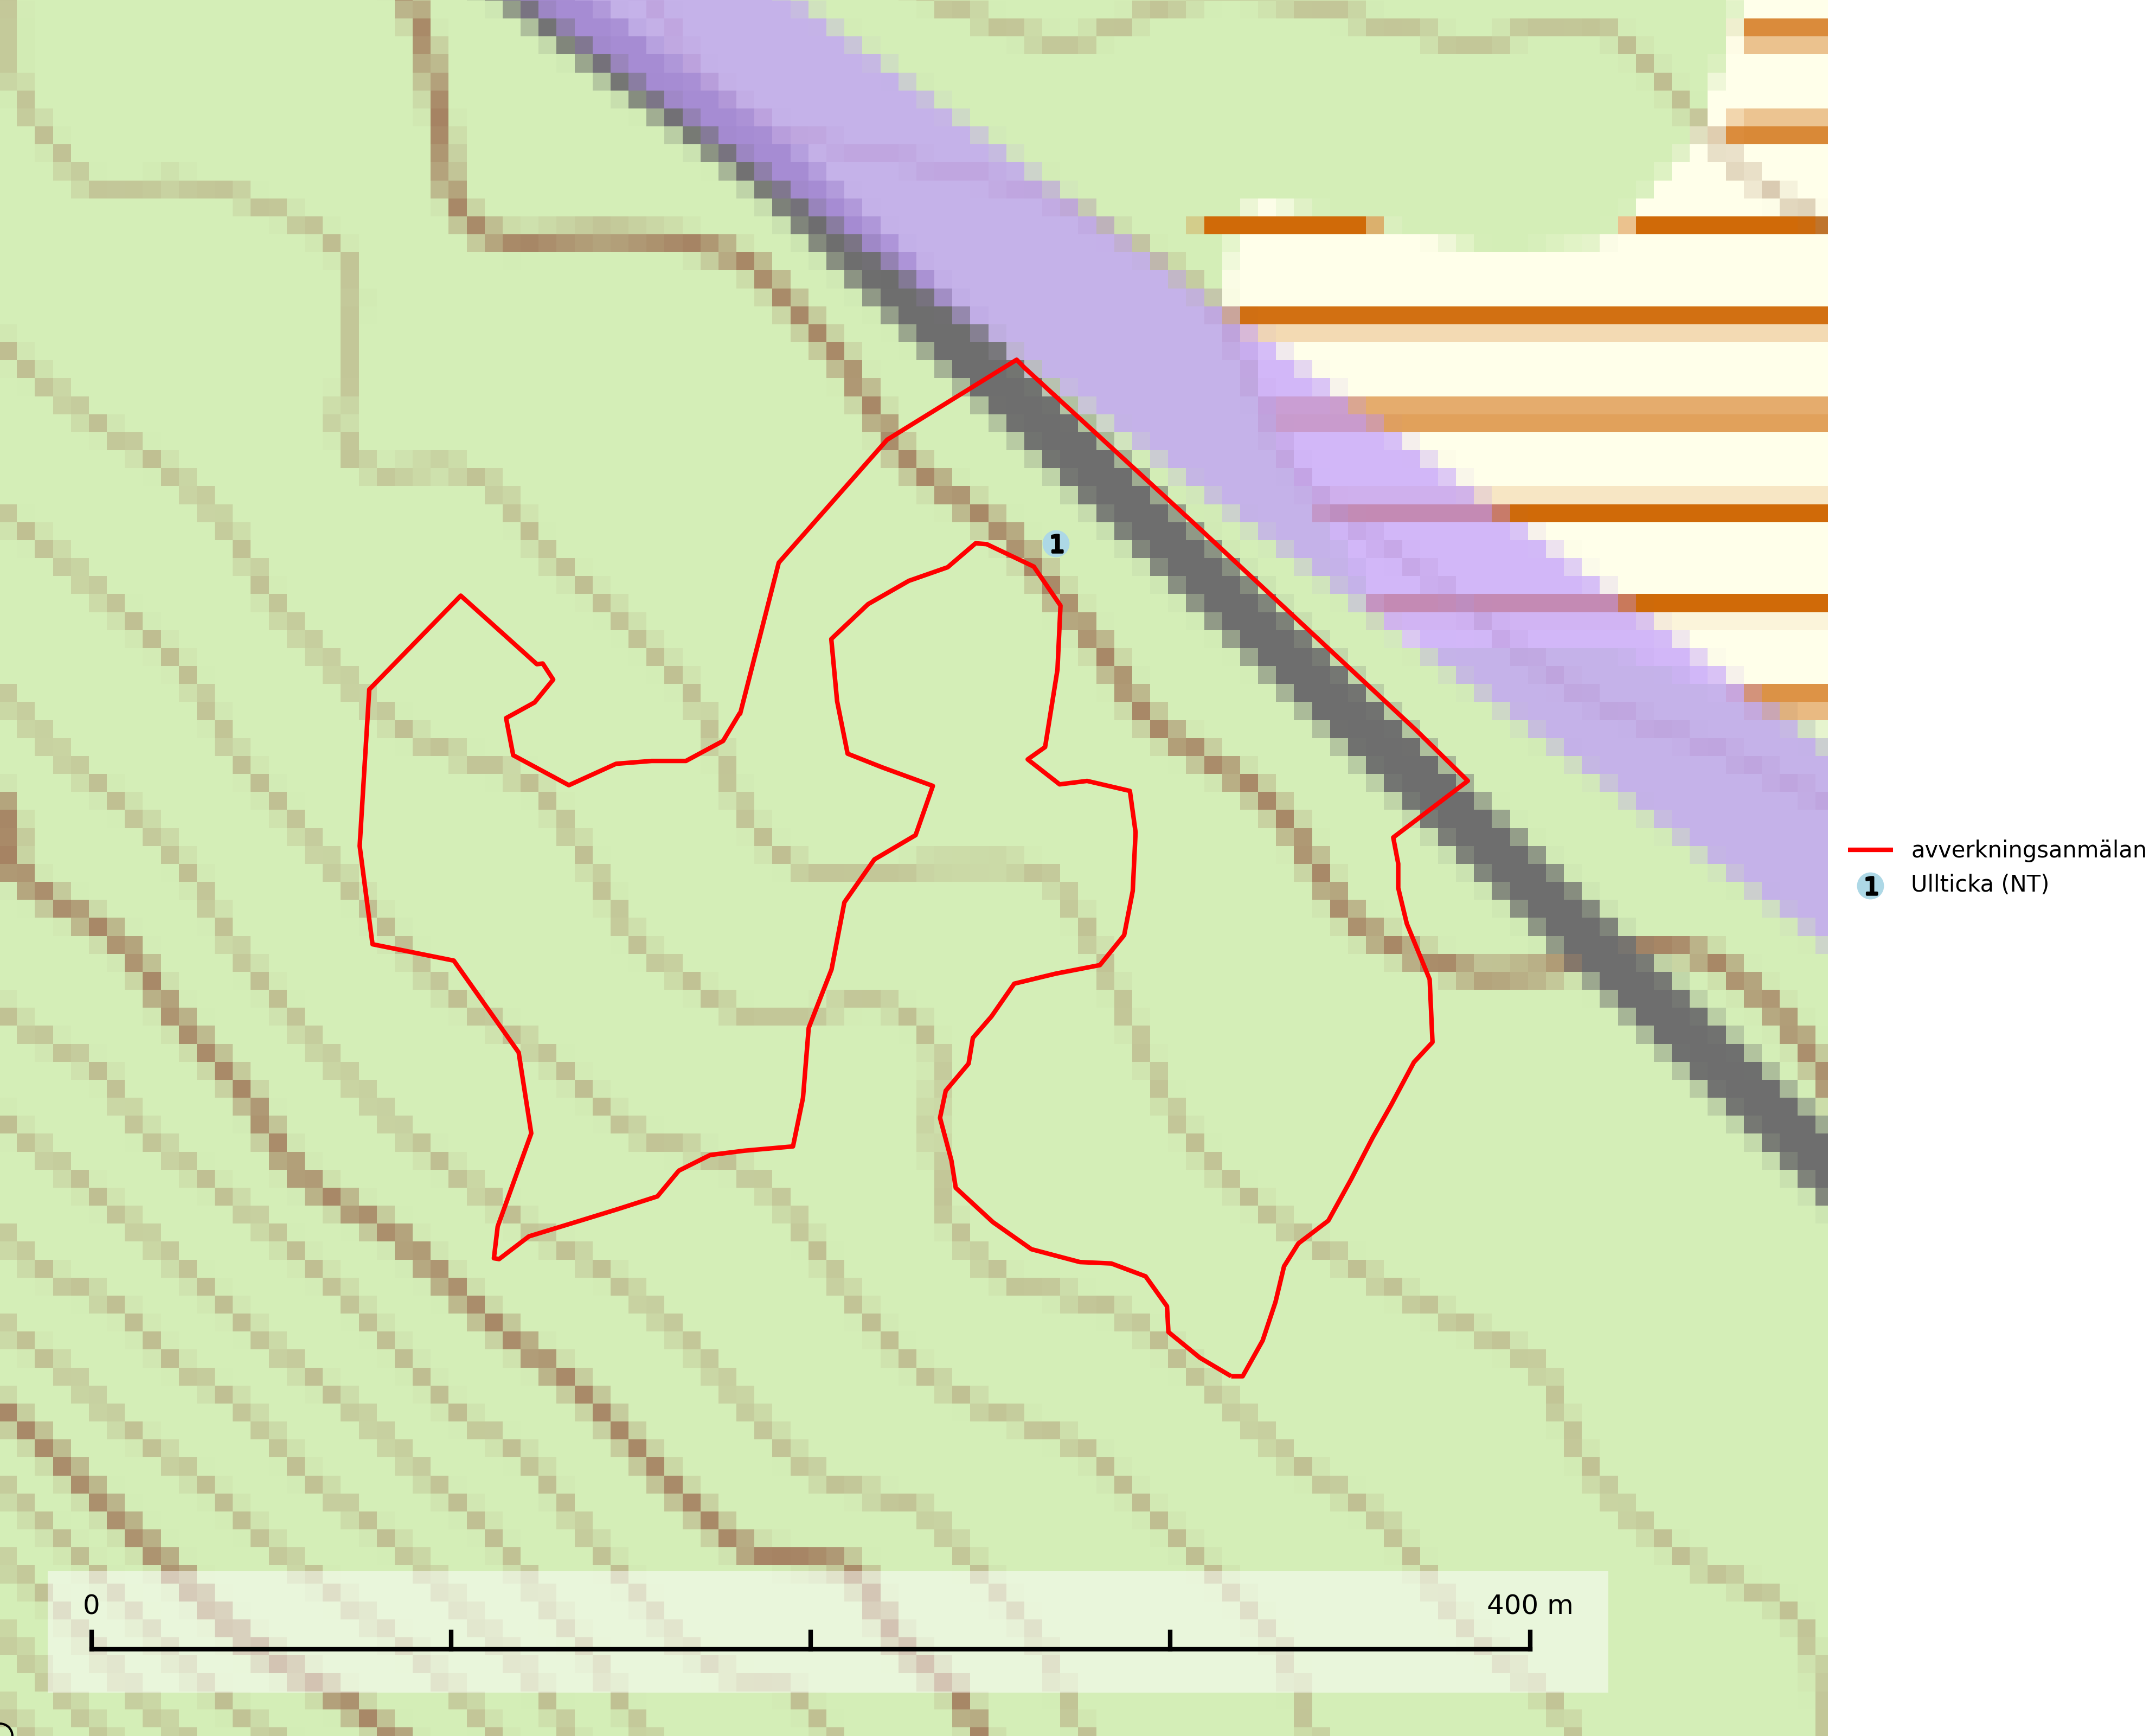 1
avverkningsanmälan
1 Ullticka (NT)
0 400 m